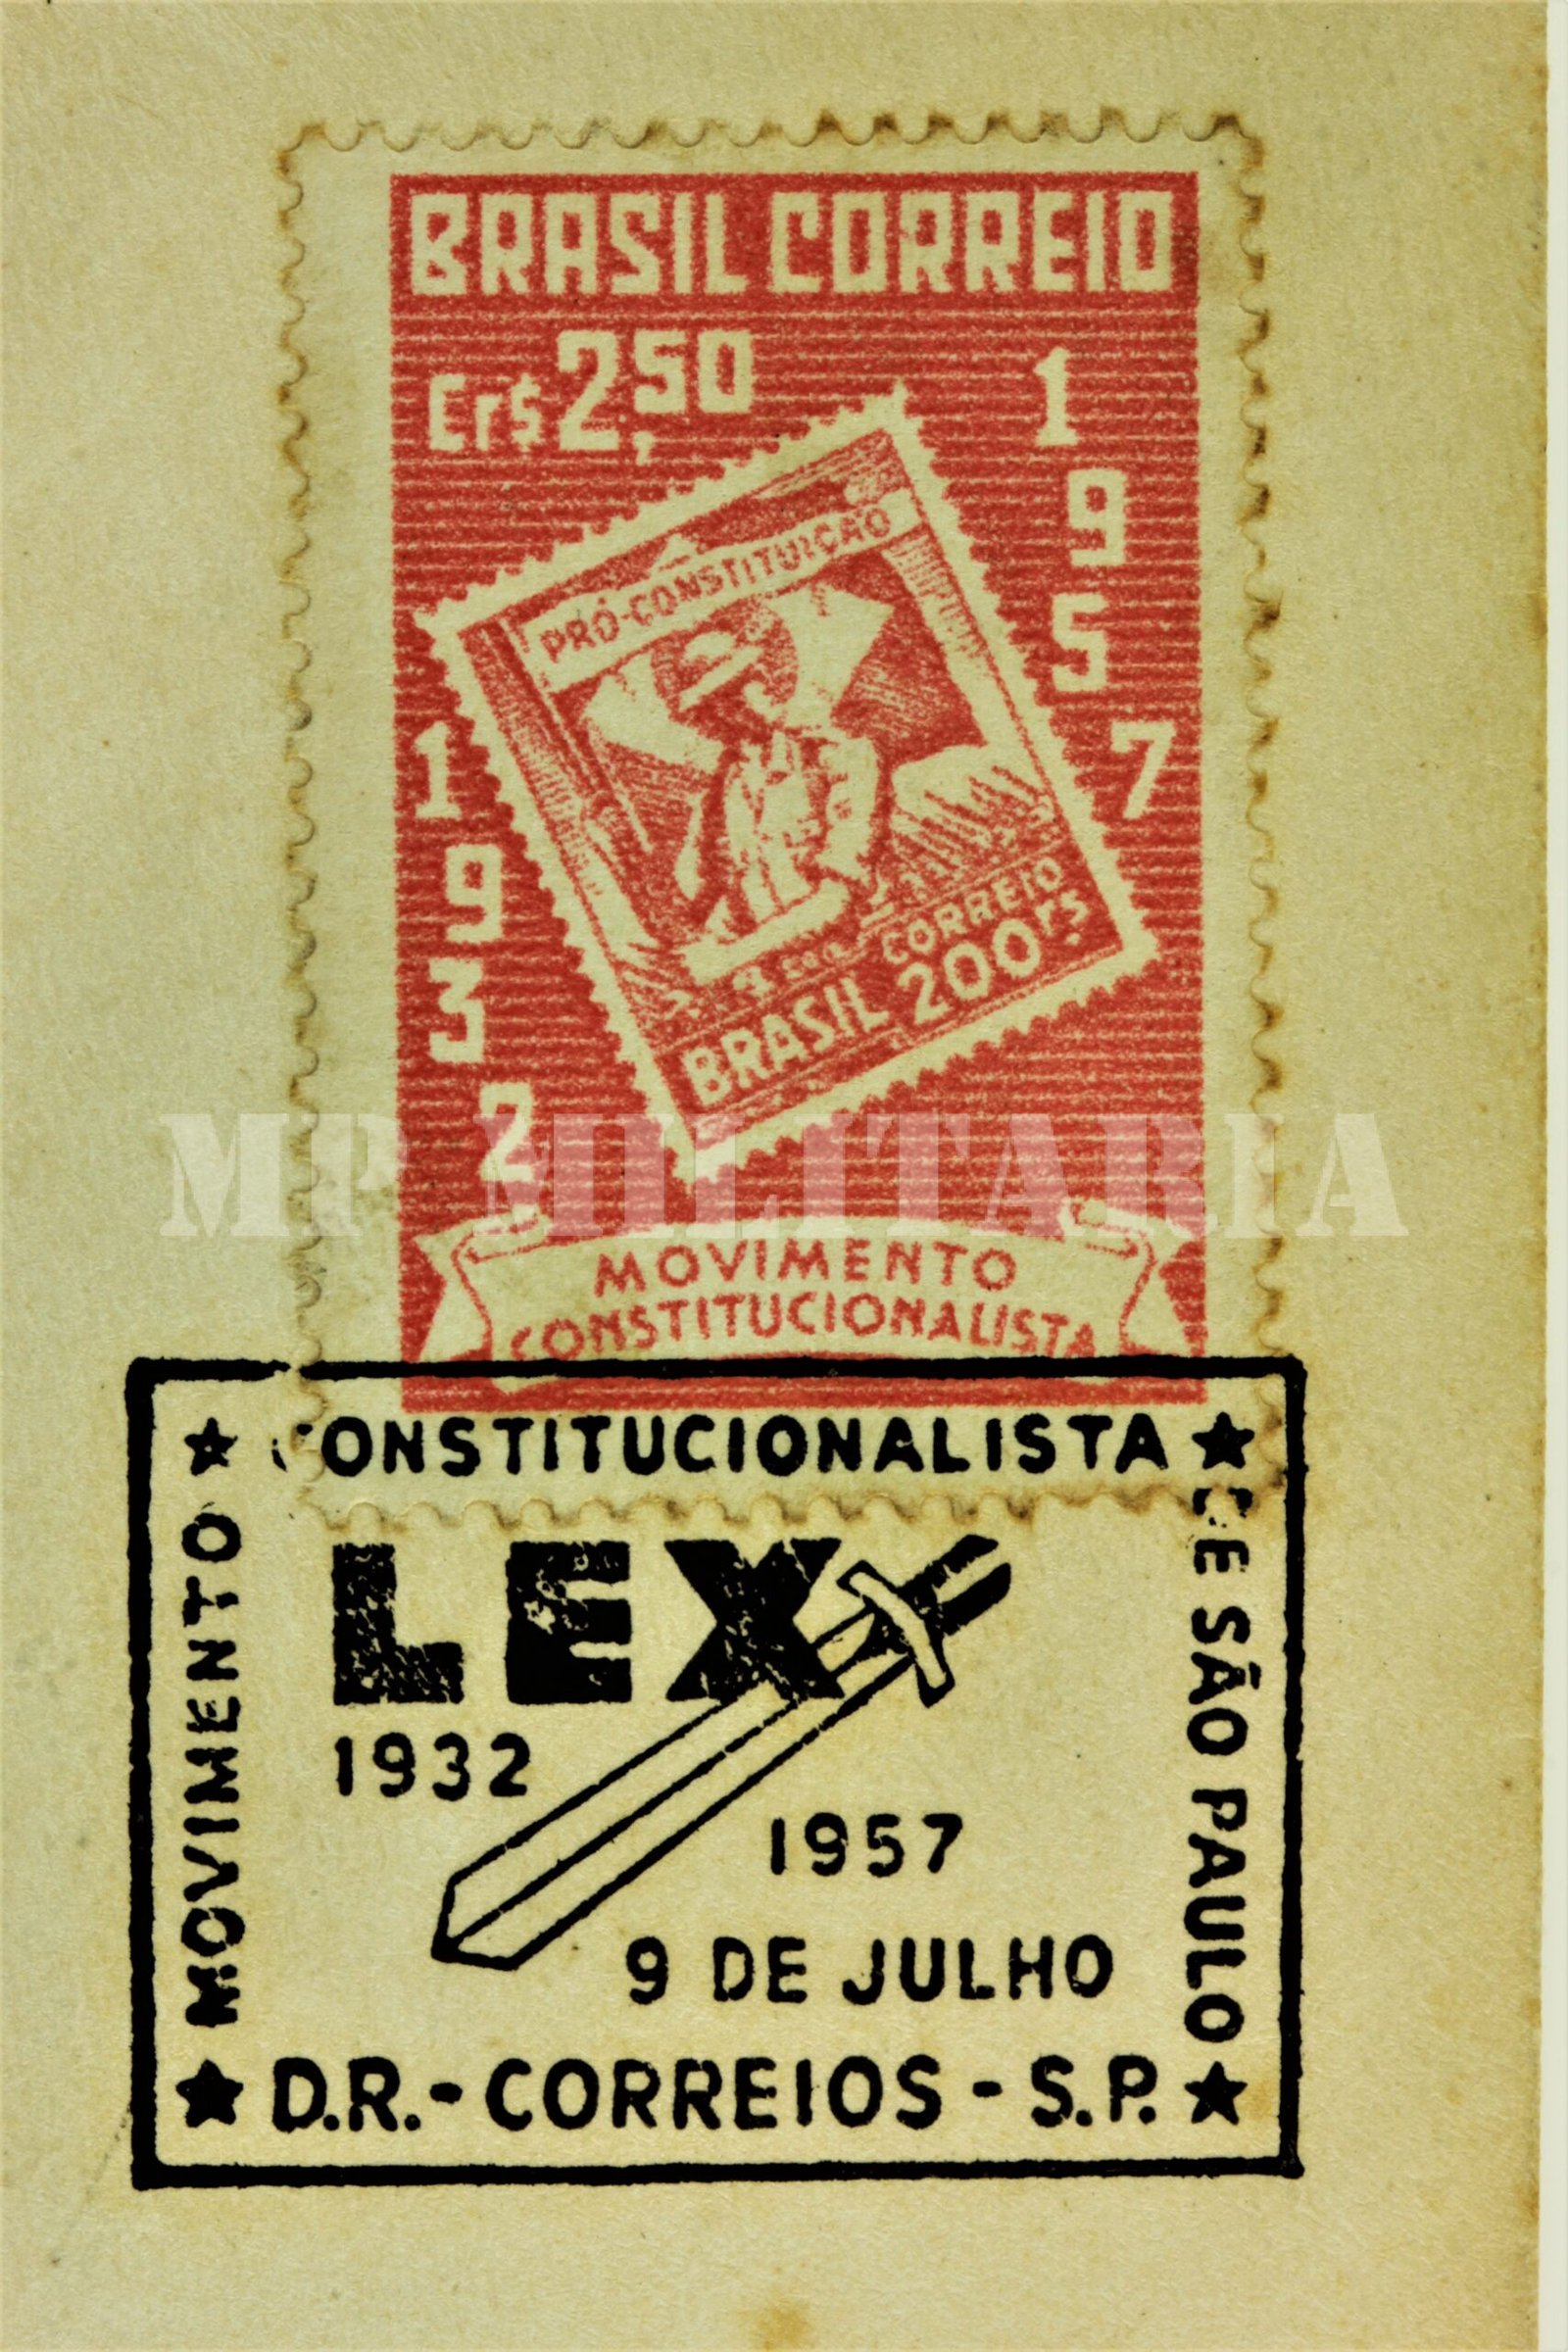 BRASIL CORREIO
Cr$ 2,50
1957
PRÓ-CONSTITUIÇÃO
1932
CORREIO
BRASIL 200 rs
MP MILITARIA
MOVIMENTO
CONSTITUCIONALISTA
MOVIMENTO
CONSTITUCIONALISTA
DE SÃO PAULO
LEX
1932
1957
9 DE JULHO
D.R.-CORREIOS-S.P.